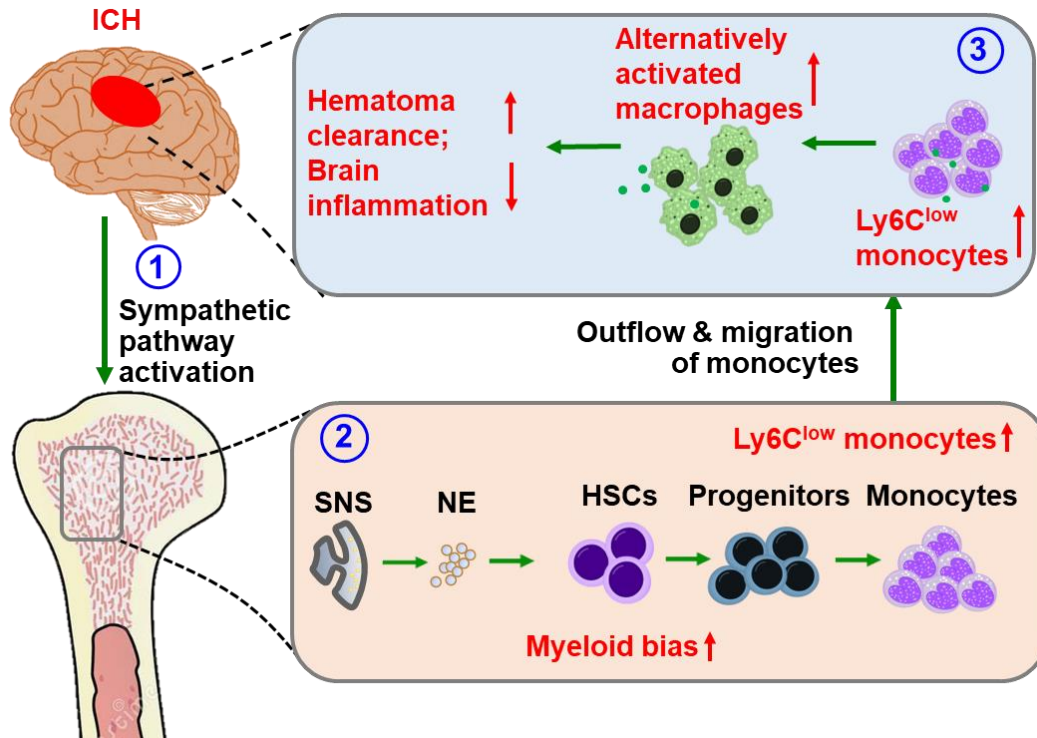 ICH
Alternatively
activated
macrophages
3
Hematoma
clearance;
Brain
inflammation
Ly6Clow
monocytes
1
Sympathetic
pathway
activation
Outflow & migration
of monocytes
2
Ly6Clow monocytes
SNS NE HSCs Progenitors Monocytes
Myeloid bias